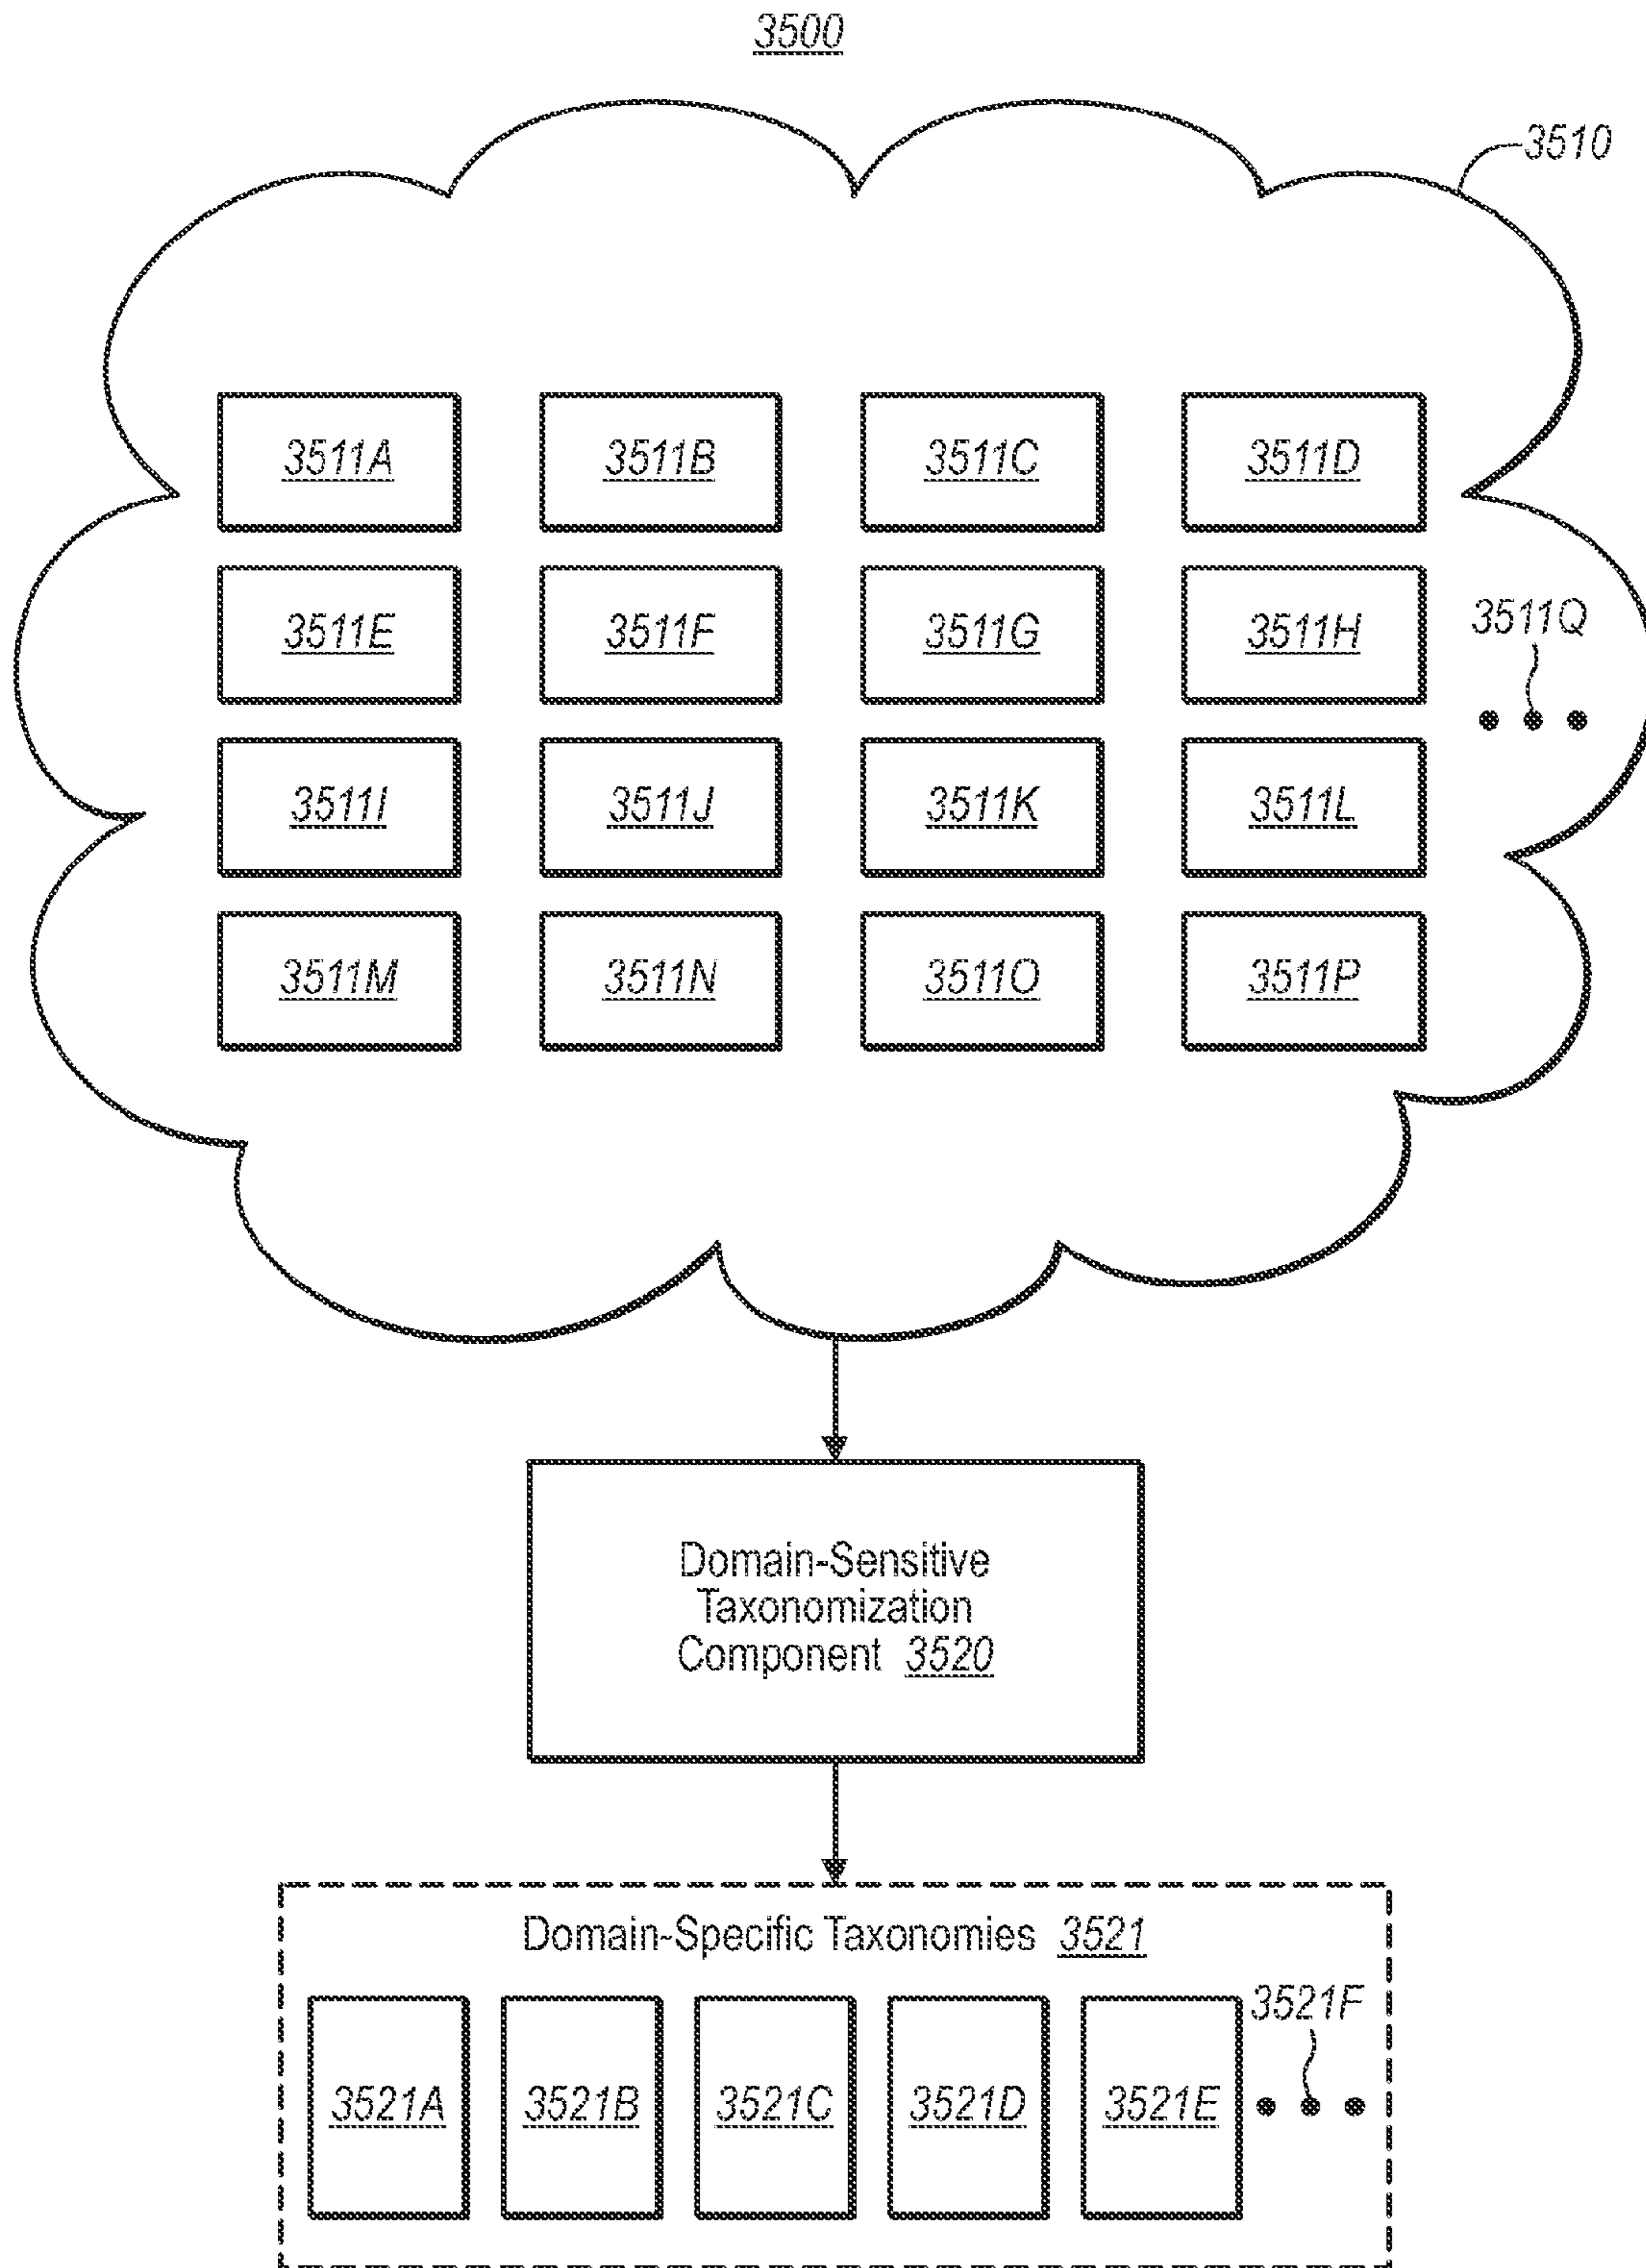 3500
3510
3511A 3511B 3511C 3511D
3511E 3511F 3511G 3511H
3511Q
3511I 3511J 3511K 3511L
3511M 3511N 3511O 3511P
Domain-Sensitive
Taxonomization
Component 3520
Domain-Specific Taxonomies 3521
3521F
3521A 3521B 3521C 3521D 3521E